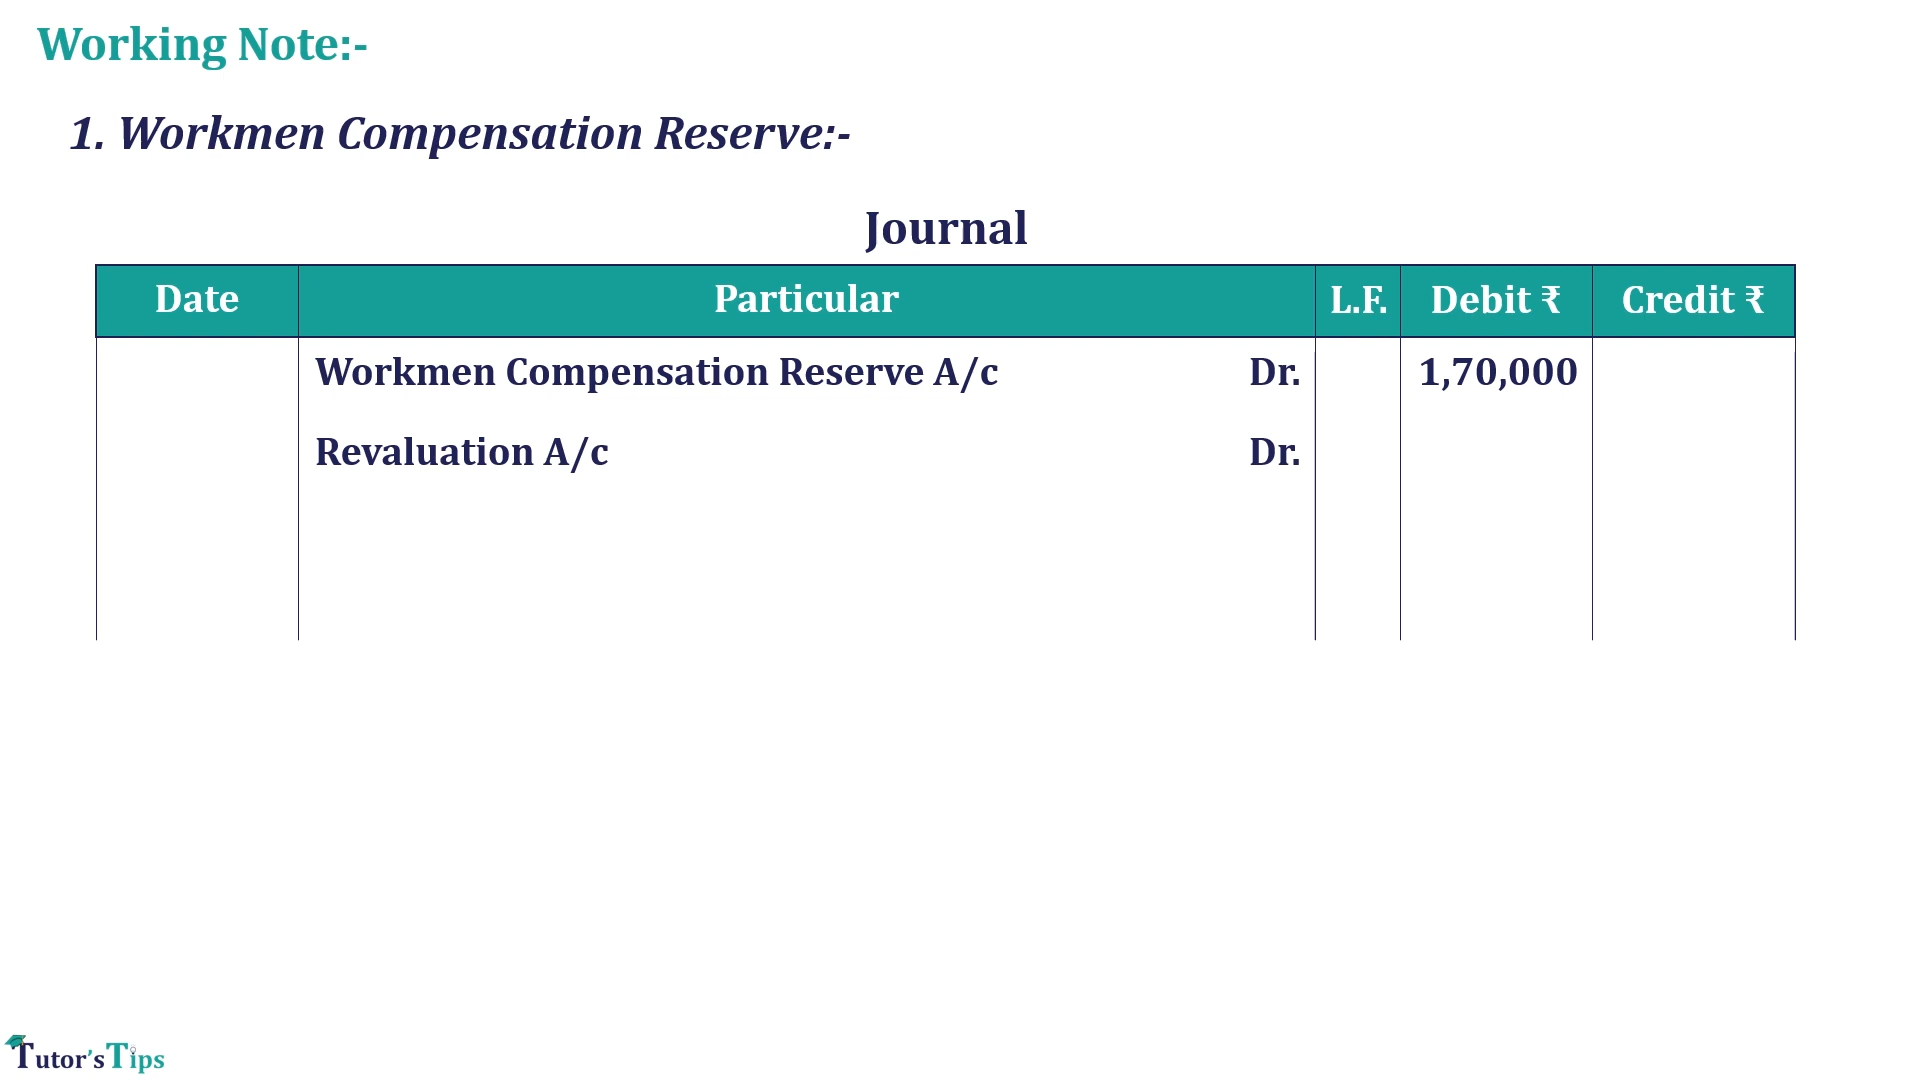 Working Note:-
1. Workmen Compensation Reserve:-
Journal
Date Particular L.F. Debit ₹ Credit ₹
Workmen Compensation Reserve A/c Dr. 1,70,000
Revaluation A/c Dr.
Tutor'sTips